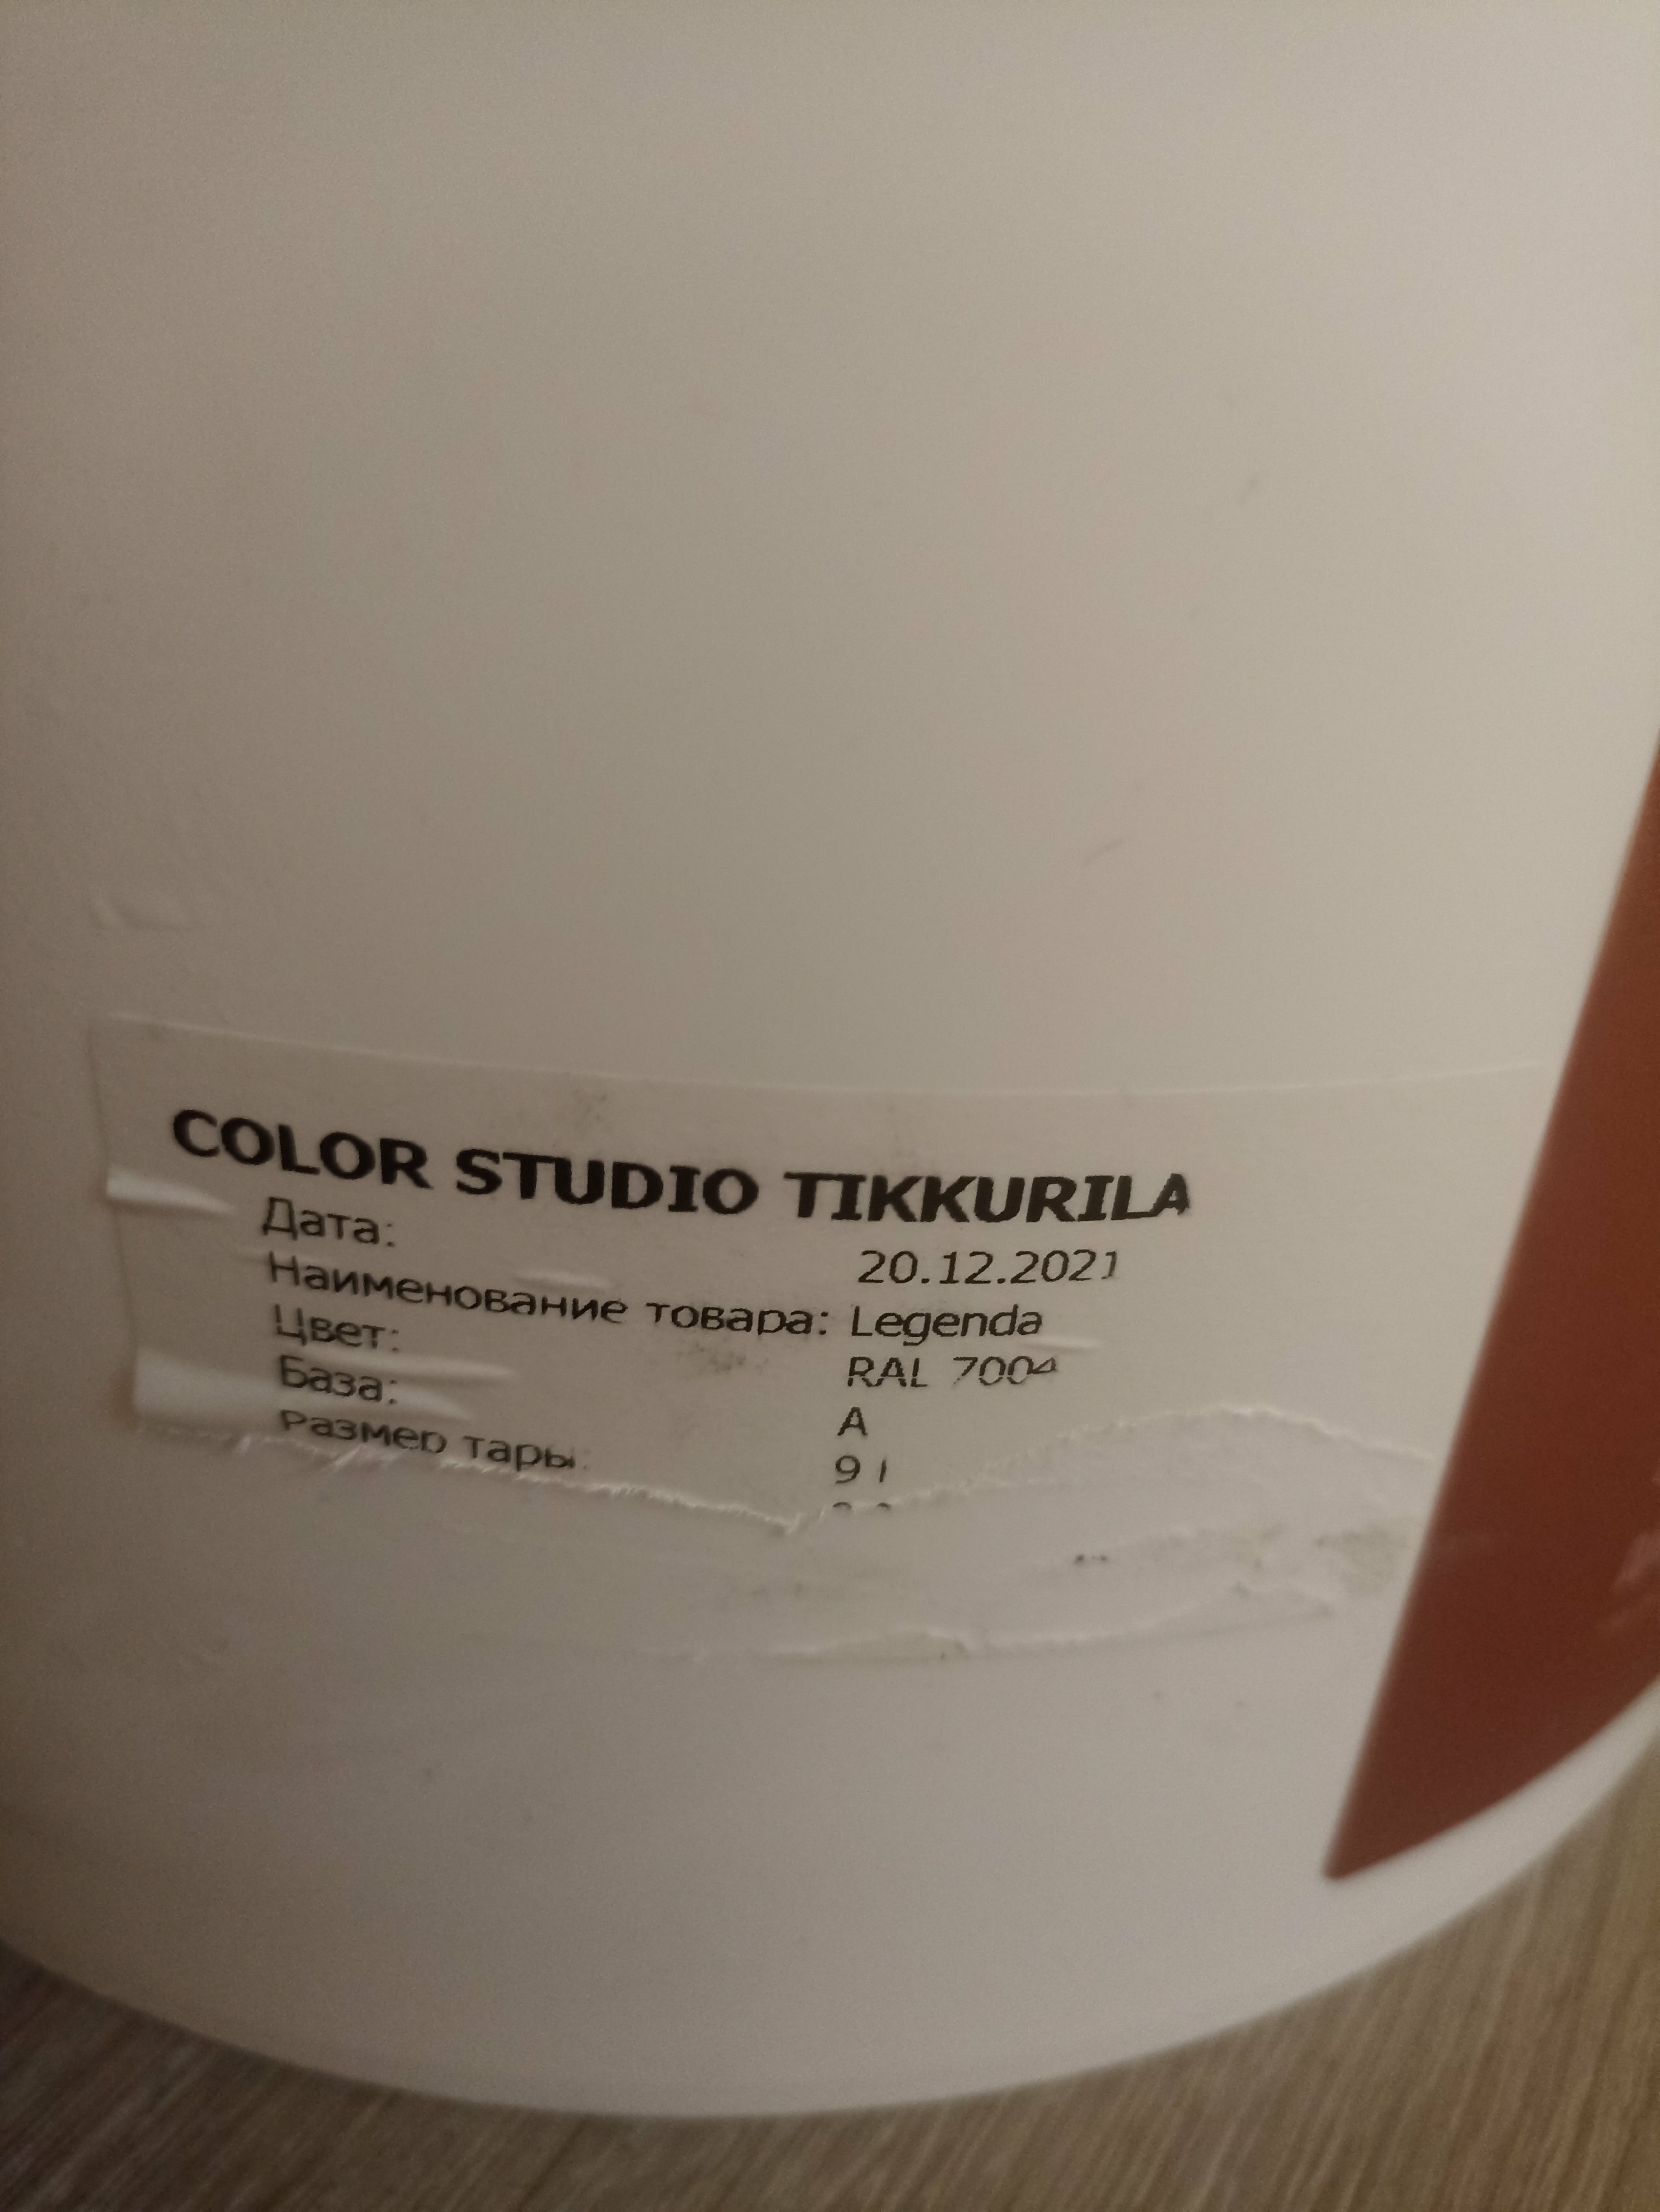 COLOR STUDIO TIKKURILA
Дата: 20.12.2021
Наименование товара: Legenda
Цвет: RAL 7004
База: A
Размер тары: 9 l